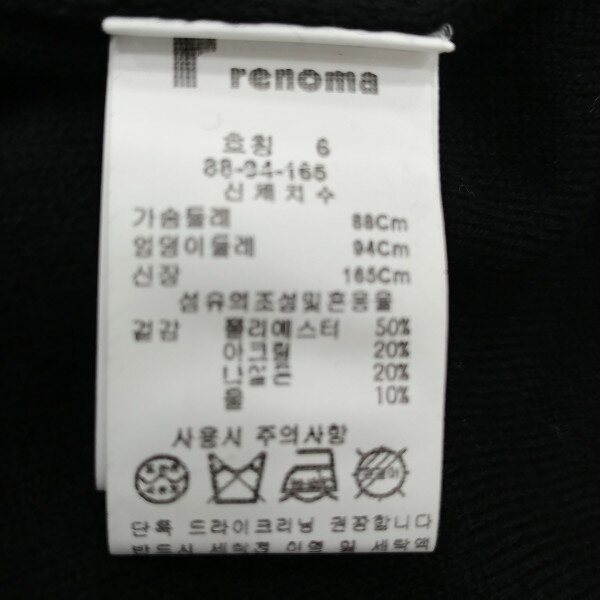 renoma
호칭 6
88-94-165
신체치수
가슴둘레 88Cm
엉덩이둘레 94Cm
신장 165Cm
섬유의조성및혼용율
겉감 폴리에스터 50%
아크릴 20%
나일론 20%
울 10%
사용시 주의사항
단독 드라이크리닝 권장합니다
반드시